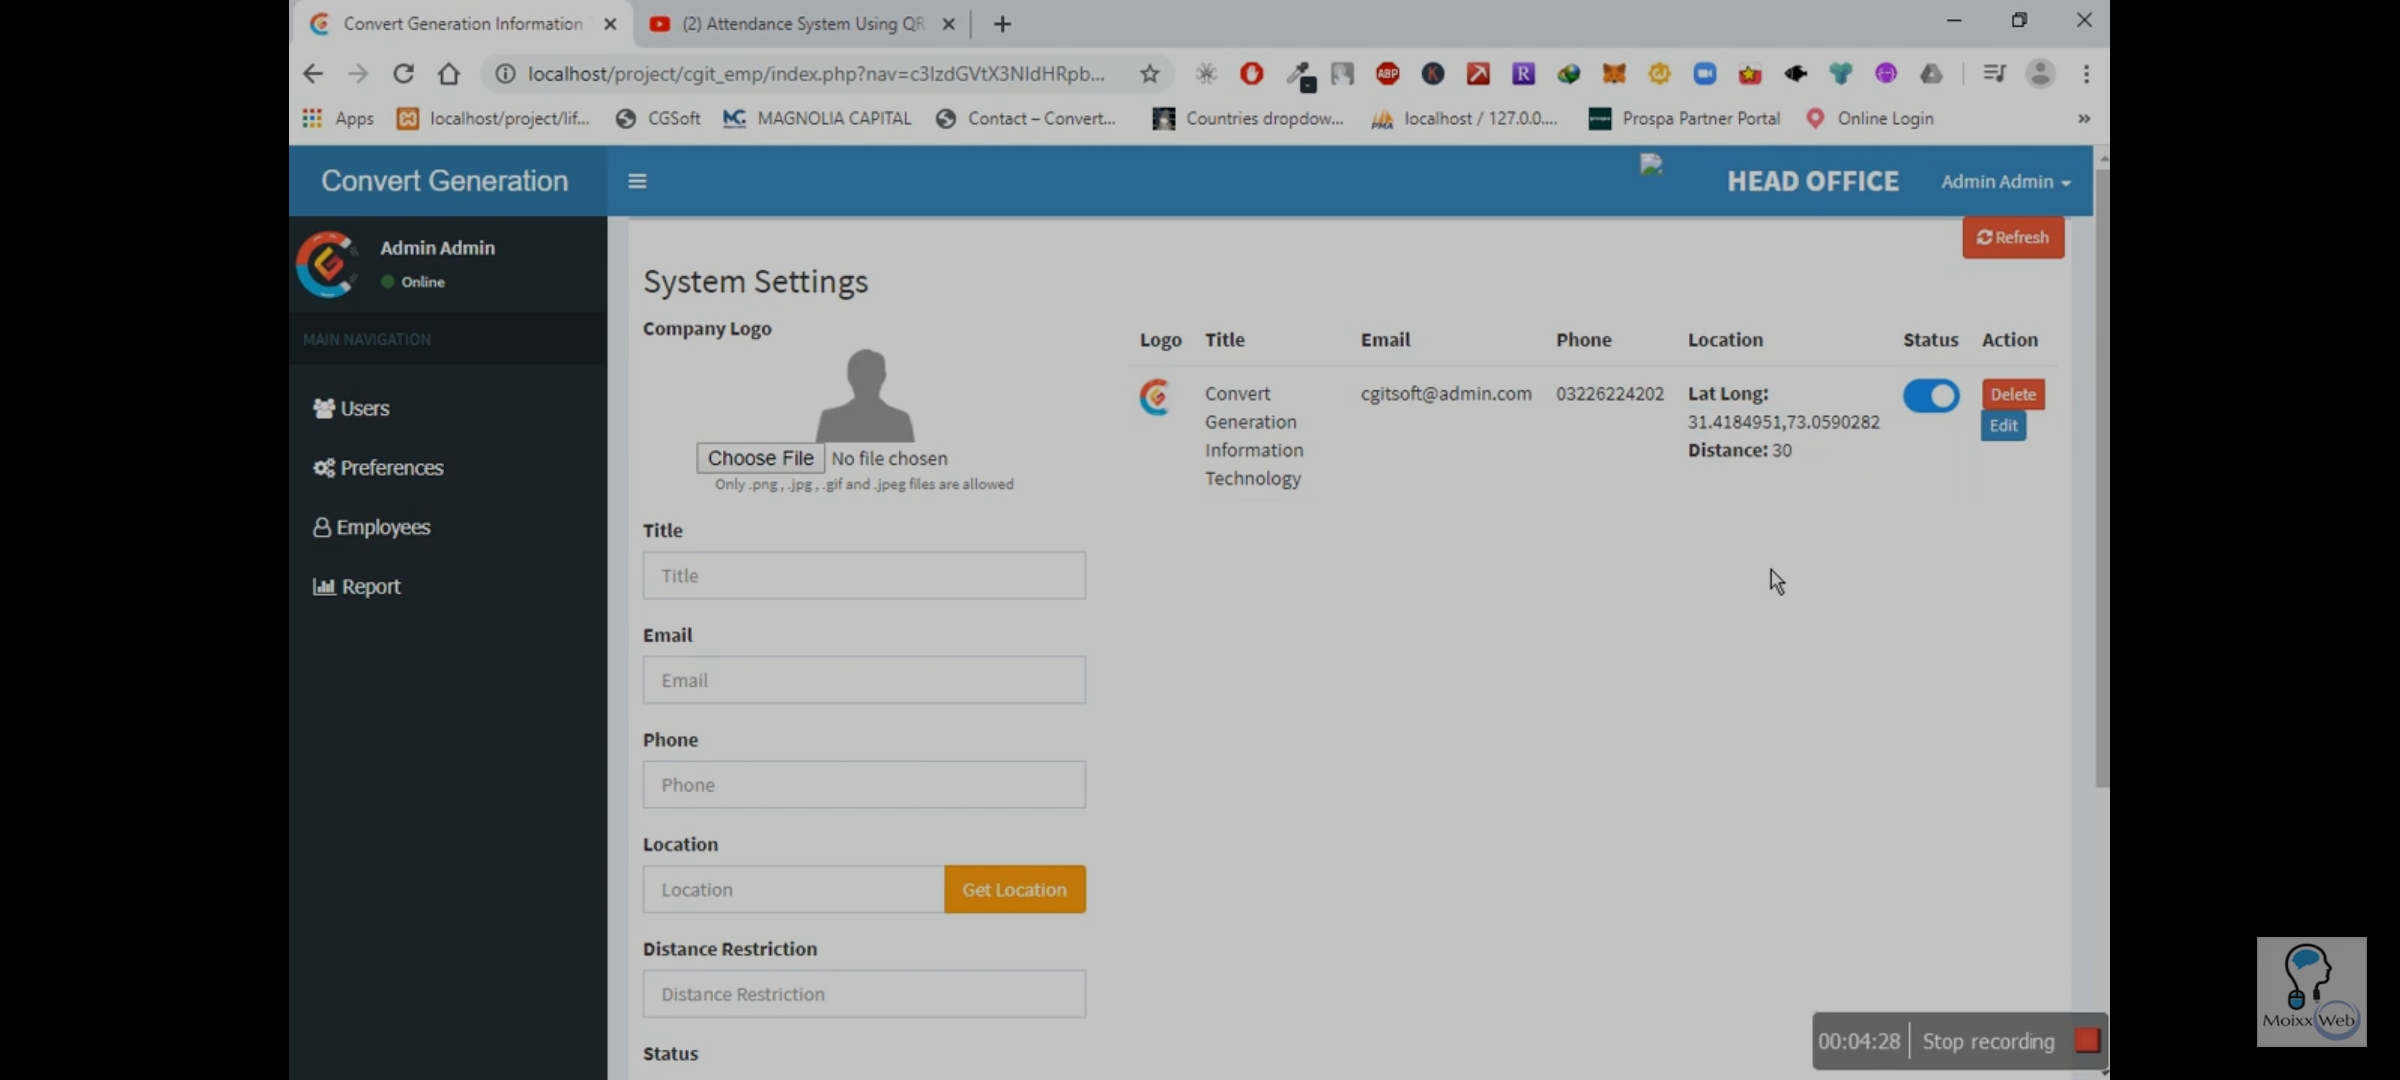 Convert Generation Information
(2) Attendance System Using QR
localhost/project/cgit_emp/index.php?nav=c3lzdGVtX3NldHRpb...
ABP
K
R
Apps
localhost/project/lif...
CGSoft
MC
MAGNOLIA CAPITAL
Contact – Convert...
Countries dropdow...
PMA
localhost / 127.0.0....
Prospa Partner Portal
Online Login
»
Convert Generation
HEAD OFFICE
Admin Admin
Admin Admin
Online
MAIN NAVIGATION
Users
Preferences
Employees
Report
Refresh
System Settings
Company Logo
Choose File No file chosen
Only .png , .jpg , .gif and .jpeg files are allowed
Title
Title
Email
Email
Phone
Phone
Location
Location
Get Location
Distance Restriction
Distance Restriction
Status
Logo Title Email Phone Location Status Action
Convert
Generation
Information
Technology
cgitsoft@admin.com
03226224202
Lat Long:
31.4184951,73.0590282
Distance: 30
Delete
Edit
00:04:28 Stop recording
Moixx Web